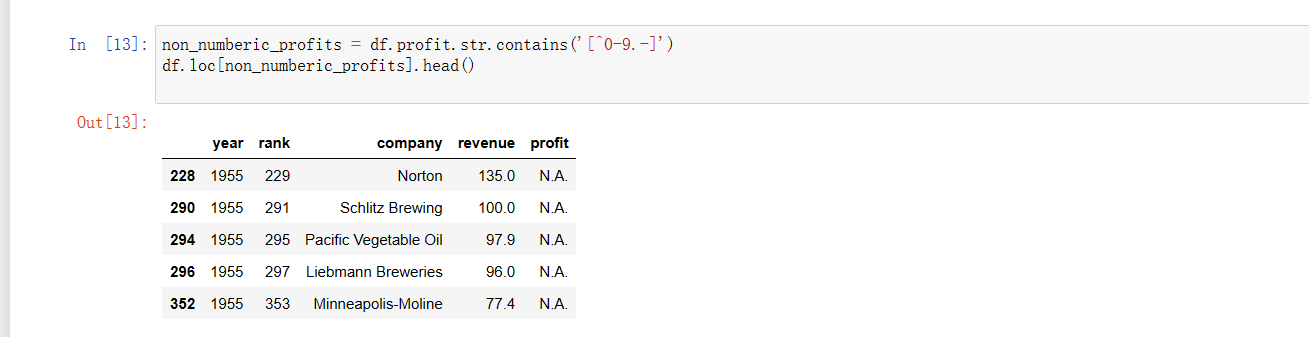 In [13]: non_numberic_profits = df.profit.str.contains('[^0-9.-]')
df.loc[non_numberic_profits].head()
Out[13]:
year rank company revenue profit
228 1955 229 Norton 135.0 N.A.
290 1955 291 Schlitz Brewing 100.0 N.A.
294 1955 295 Pacific Vegetable Oil 97.9 N.A.
296 1955 297 Liebmann Breweries 96.0 N.A.
352 1955 353 Minneapolis-Moline 77.4 N.A.